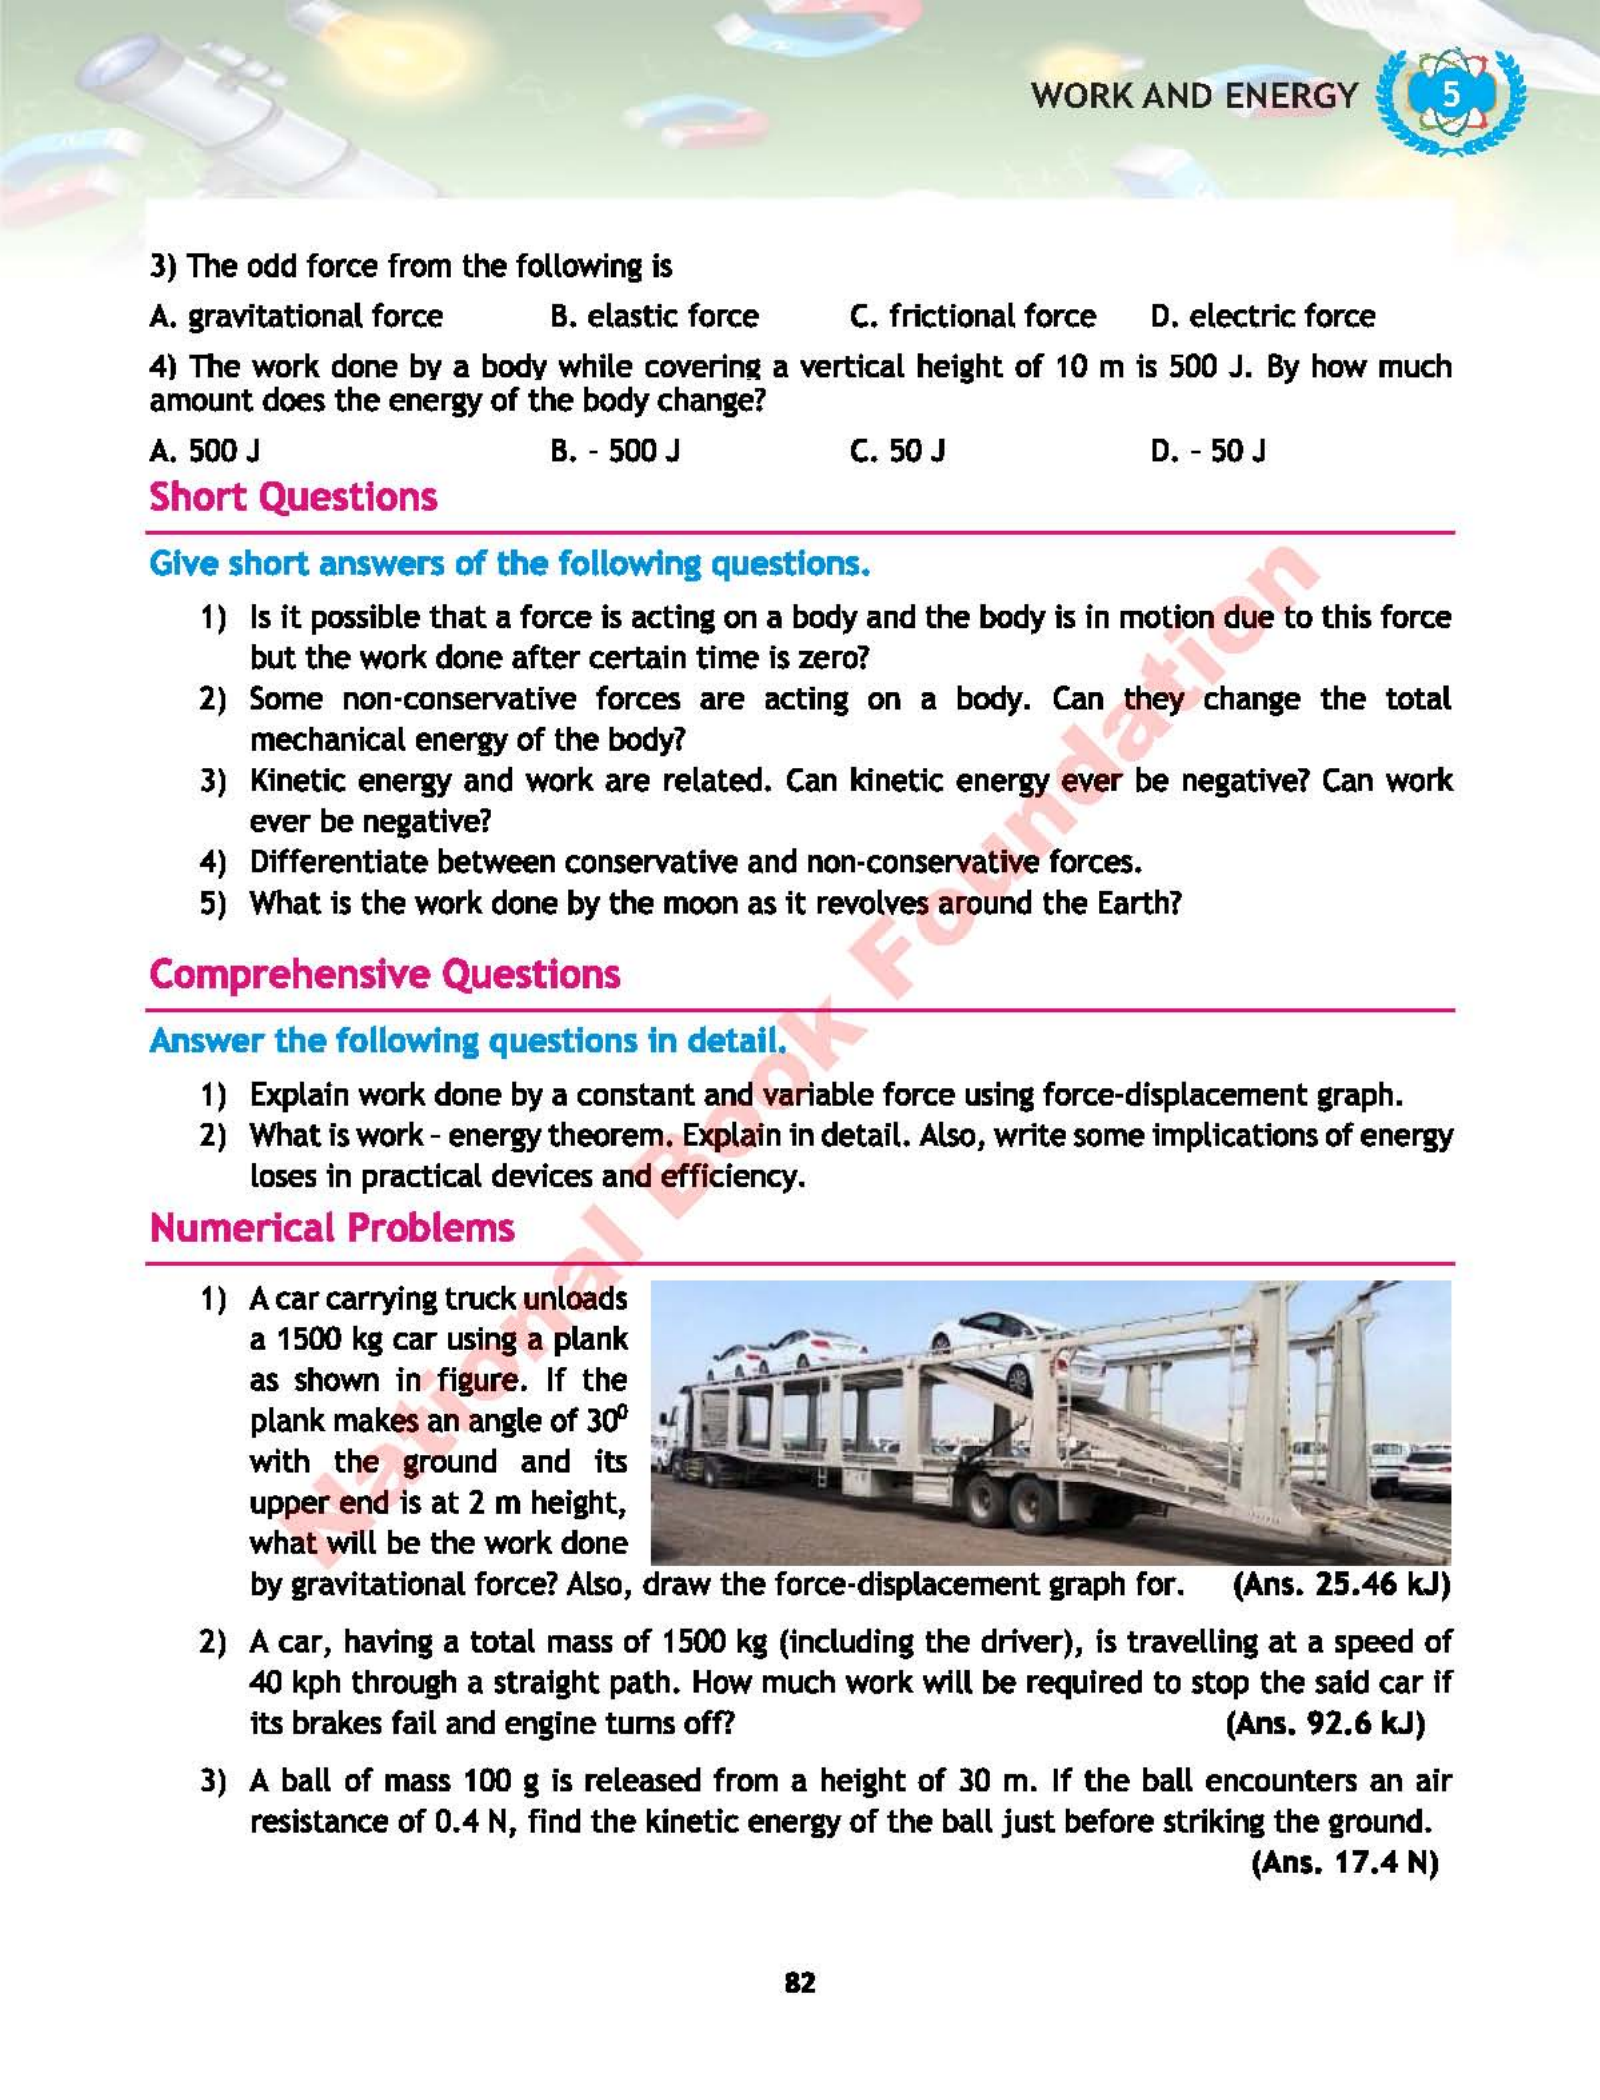 WORK AND ENERGY 5
3) The odd force from the following is
A. gravitational force B. elastic force C. frictional force D. electric force
4) The work done by a body while covering a vertical height of 10 m is 500 J. By how much
amount does the energy of the body change?
A. 500 J B. - 500 J C. 50 J D. - 50 J
Short Questions
Give short answers of the following questions.
1) Is it possible that a force is acting on a body and the body is in motion due to this force
but the work done after certain time is zero?
2) Some non-conservative forces are acting on a body. Can they change the total
mechanical energy of the body?
3) Kinetic energy and work are related. Can kinetic energy ever be negative? Can work
ever be negative?
4) Differentiate between conservative and non-conservative forces.
5) What is the work done by the moon as it revolves around the Earth?
Comprehensive Questions
Answer the following questions in detail.
1) Explain work done by a constant and variable force using force-displacement graph.
2) What is work – energy theorem. Explain in detail. Also, write some implications of energy
loses in practical devices and efficiency.
Numerical Problems
1) A car carrying truck unloads
a 1500 kg car using a plank
as shown in figure. If the
plank makes an angle of 30⁰
with the ground and its
upper end is at 2 m height,
what will be the work done
by gravitational force? Also, draw the force-displacement graph for. (Ans. 25.46 kJ)
2) A car, having a total mass of 1500 kg (including the driver), is travelling at a speed of
40 kph through a straight path. How much work will be required to stop the said car if
its brakes fail and engine turns off? (Ans. 92.6 kJ)
3) A ball of mass 100 g is released from a height of 30 m. If the ball encounters an air
resistance of 0.4 N, find the kinetic energy of the ball just before striking the ground.
(Ans. 17.4 N)
82
National Book Foundation